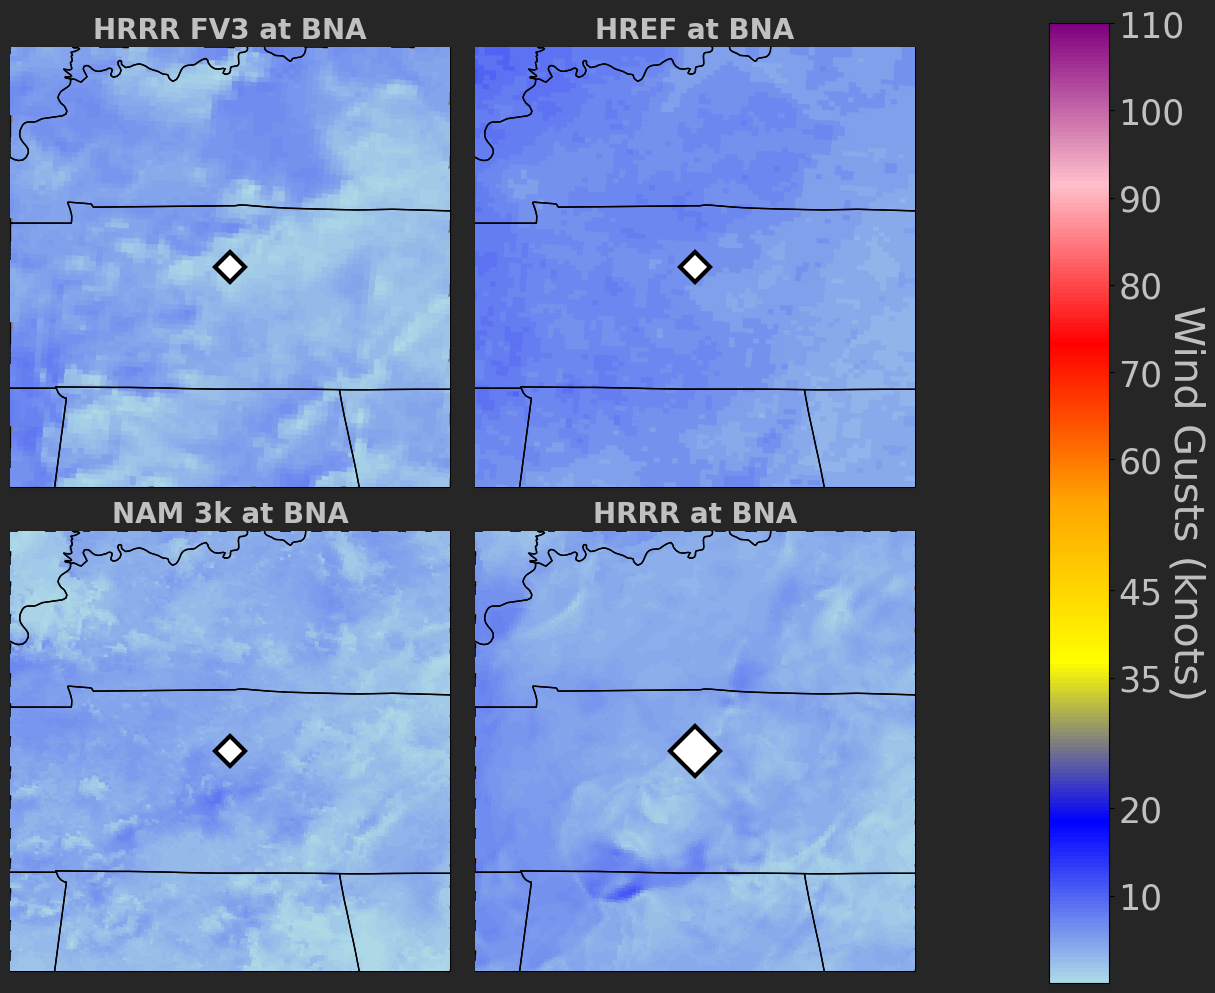 HRRR FV3 at BNA
HREF at BNA
NAM 3k at BNA
HRRR at BNA
110
100
90
80
70
60
45
35
20
10
Wind Gusts (knots)